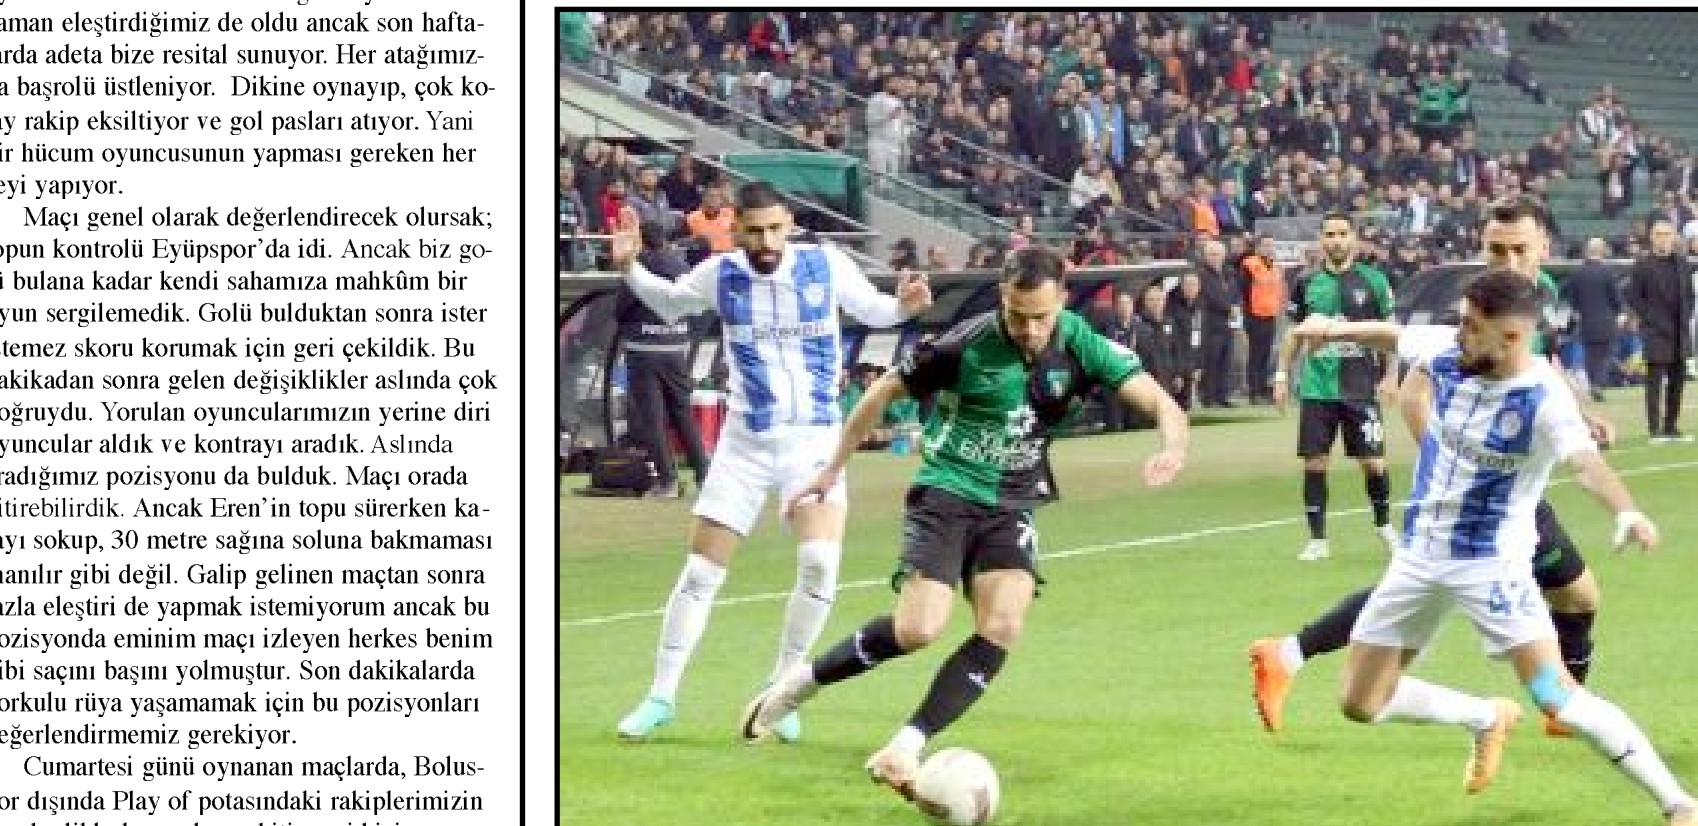 aman eleştirdiğimiz de oldu ancak son hafta-
arda adeta bize resital sunuyor. Her atağımız-
a başrolü üstleniyor. Dikine oynayıp, çok ko-
ay rakip eksiltiyor ve gol pasları atıyor. Yani
ir hücum oyuncusunun yapması gereken her
eyi yapıyor.
Maçı genel olarak değerlendirecek olursak;
opun kontrolü Eyüpspor’da idi. Ancak biz go-
ü bulana kadar kendi sahamıza mahkûm bir
yun sergilemedik. Golü bulduktan sonra ister
stemez skoru korumak için geri çekildik. Bu
akikadan sonra gelen değişiklikler aslında çok
oğruydu. Yorulan oyuncularımızın yerine diri
yuncular aldık ve kontrayı aradık. Aslında
radığımız pozisyonu da bulduk. Maçı orada
itirebilirdik. Ancak Eren’in topu sürerken ka-
ayı sokup, 30 metre sağına soluna bakmaması
nanılır gibi değil. Galip gelinen maçtan sonra
azla eleştiri de yapmak istemiyorum ancak bu
ozisyonda eminim maçı izleyen herkes benim
ibi saçını başını yolmuştur. Son dakikalarda
orkulu rüya yaşamamak için bu pozisyonları
eğerlendirmemiz gerekiyor.
Cumartesi günü oynanan maçlarda, Bolus-
or dışında Play of potasındaki rakiplerimizin
bitexen
7
10
bitexen
42